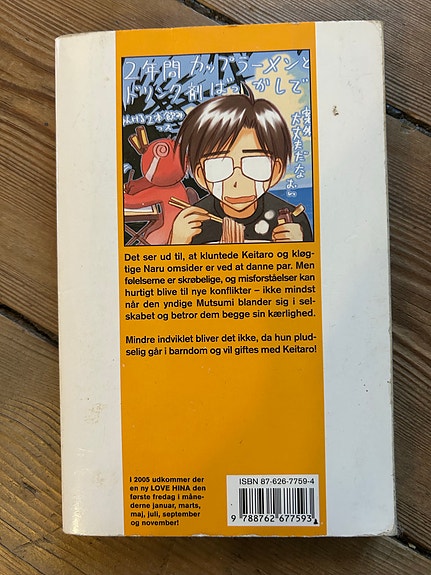 2年間 カップラーメンと
ドリンク剤ばっかしで
Det ser ud til, at kluntede Keitaro og kløg-
tige Naru omsider er ved at danne par. Men
følelserne er skrøbelige, og misforståelser kan
hurtigt blive til nye konflikter – ikke mindst
når den yndige Mutsumi blander sig i sel-
skabet og betror dem begge sin kærlighed.
Mindre indviklet bliver det ikke, da hun plud-
selig går i barndom og vil giftes med Keitaro!
I 2005 udkommer der
en ny LOVE HINA den
første fredag i måne-
derne januar, marts,
maj, juli, september
og november!
ISBN 87-626-7759-4
9 788762 677593